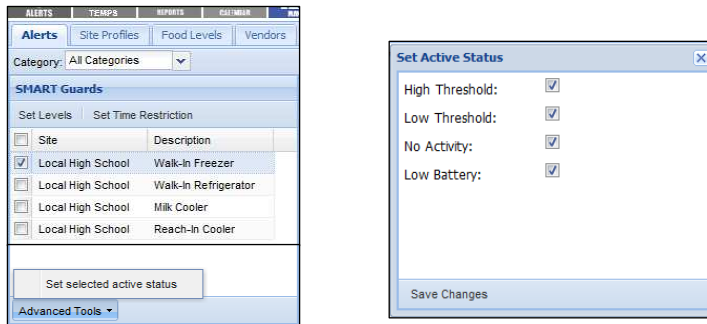 ALERTS TEMPS REPORTS CALENDAR
Alerts Site Profiles Food Levels Vendors
Category: All Categories
SMART Guards
Set Levels Set Time Restriction
Site Description
Local High School Walk-In Freezer
Local High School Walk-In Refrigerator
Local High School Milk Cooler
Local High School Reach-In Cooler
Set selected active status
Advanced Tools
Set Active Status
High Threshold:
Low Threshold:
No Activity:
Low Battery:
Save Changes